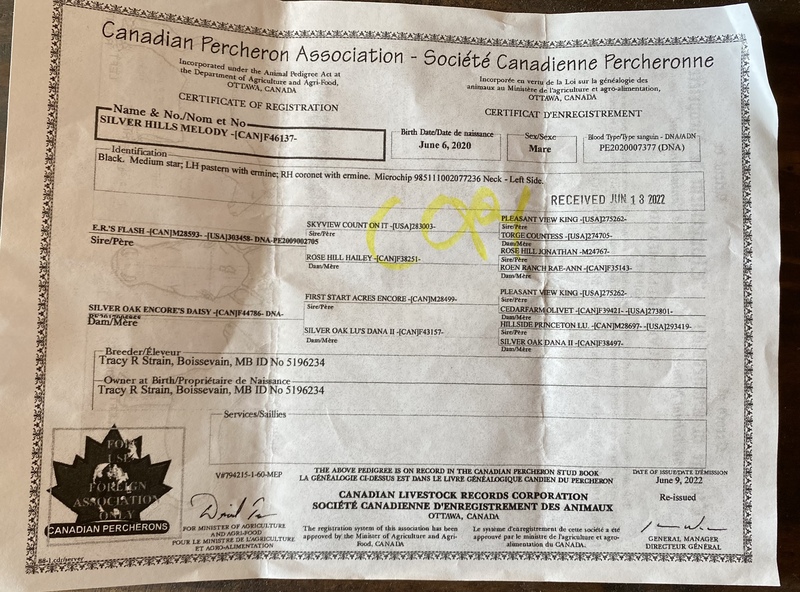 Canadian Percheron Association - Société Canadienne Percheronne
Incorporated under the Animal Pedigree Act at
the Department of Agriculture and Agri-Food,
OTTAWA, CANADA
Incorporée en vertu de la Loi sur la généalogie des
animaux au Ministère de l'agriculture et agro-alimentation,
OTTAWA, CANADA
CERTIFICATE OF REGISTRATION
CERTIFICAT D'ENREGISTREMENT
Name & No./Nom et No
SILVER HILLS MELODY -[CAN]F46137-
Birth Date/Date de naissance
June 6, 2020
Sex/Sexe
Mare
Blood Type/Type sanguin - DNA/ADN
PE2020007377 (DNA)
Identification
Black. Medium star; LH pastern with ermine; RH coronet with ermine. Microchip 985111002077236 Neck - Left Side.
RECEIVED JUN 13 2022
COPY
E.R.'S FLASH -[CAN]M28593- -[USA]303458- DNA-PE2009002705
Sire/Père
SKYVIEW COUNT ON IT -[USA]283003-
Sire/Père
ROSE HILL HAILEY -[CAN]F38251-
Dam/Mère
PLEASANT VIEW KING -[USA]275262-
Sire/Père
TORGE COUNTESS -[USA]274705-
Dam/Mère
ROSE HILL JONATHAN -M24767-
Sire/Père
ROEN RANCH RAE-ANN -[CAN]F35143-
Dam/Mère
SILVER OAK ENCORE'S DAISY -[CAN]F44786- DNA-
Dam/Mère
FIRST START ACRES ENCORE -[CAN]M28499-
Sire/Père
SILVER OAK LU'S DANA II -[CAN]F43157-
Dam/Mère
PLEASANT VIEW KING -[USA]275262-
Sire/Père
CEDARFARM OLIVET -[CAN]F39421- -[USA]273801-
Dam/Mère
HILLSIDE PRINCETON LU. -[CAN]M28697- -[USA]293419-
Sire/Père
SILVER OAK DANA II -[CAN]F38497-
Dam/Mère
Breeder/Éleveur
Tracy R Strain, Boissevain, MB ID No 5196234
Owner at Birth/Propriétaire de Naissance
Tracy R Strain, Boissevain, MB ID No 5196234
Services/Saillies
FOR
USE
FOREIGN
ASSOCIATION
ONLY
CANADIAN PERCHERONS
V#794215-1-60-MEP
FOR MINISTER OF AGRICULTURE
AND AGRI-FOOD
POUR LE MINISTRE DE L'AGRICULTURE
ET AGRO-ALIMENTATION
THE ABOVE PEDIGREE IS ON RECORD IN THE CANADIAN PERCHERON STUD BOOK
LA GÉNÉALOGIE CI-DESSUS EST DANS LE LIVRE GÉNÉALOGIQUE CANDIEN DU PERCHERON
CANADIAN LIVESTOCK RECORDS CORPORATION
SOCIÉTÉ CANADIENNE D'ENREGISTREMENT DES ANIMAUX
OTTAWA, CANADA
The registration system of this association has been
approved by the Minister of Agriculture and Agri-
Food, CANADA
Le système d'enregistrement de cette société a été
approuvé par le ministre de l'agriculture et agro-
alimentation du CANADA.
DATE OF ISSUE/DATE D'ÉMISSION
June 9, 2022
Re-issued
GENERAL MANAGER
DIRECTEUR GÉNÉRAL